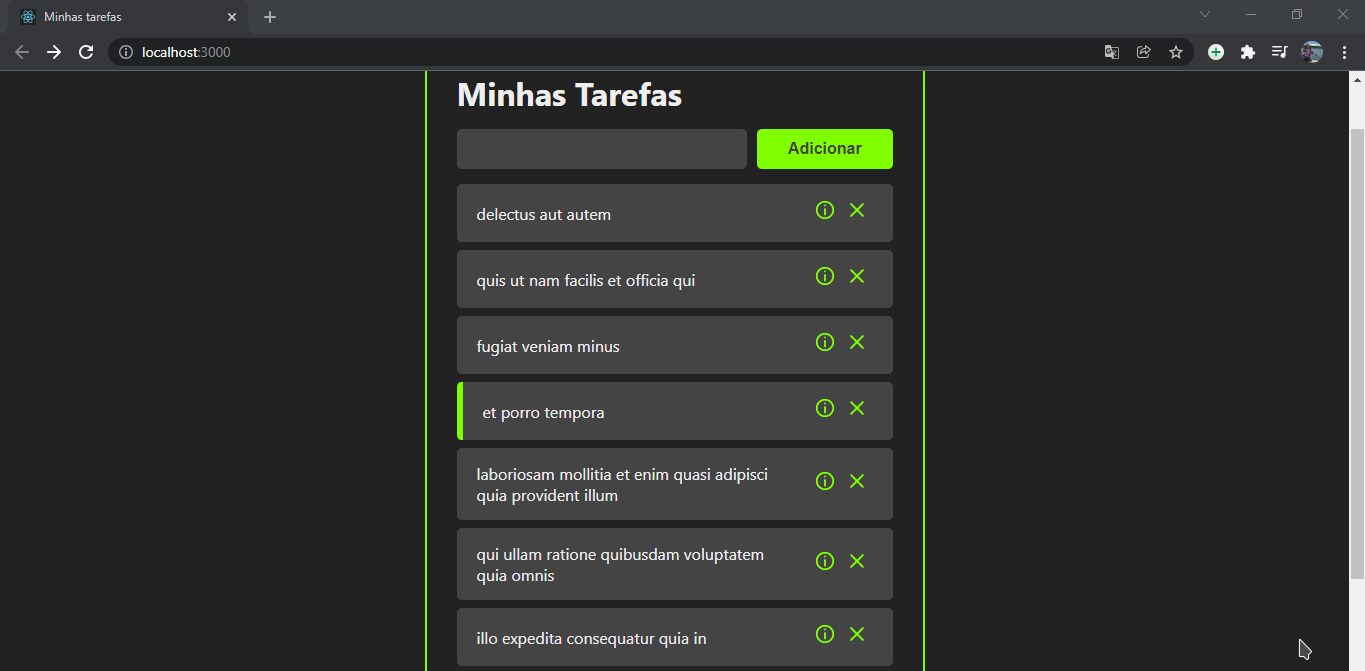 Minhas tarefas
localhost:3000
Minhas Tarefas
Adicionar
delectus aut autem
quis ut nam facilis et officia qui
fugiat veniam minus
et porro tempora
laboriosam mollitia et enim quasi adipisci
quia provident illum
qui ullam ratione quibusdam voluptatem
quia omnis
illo expedita consequatur quia in